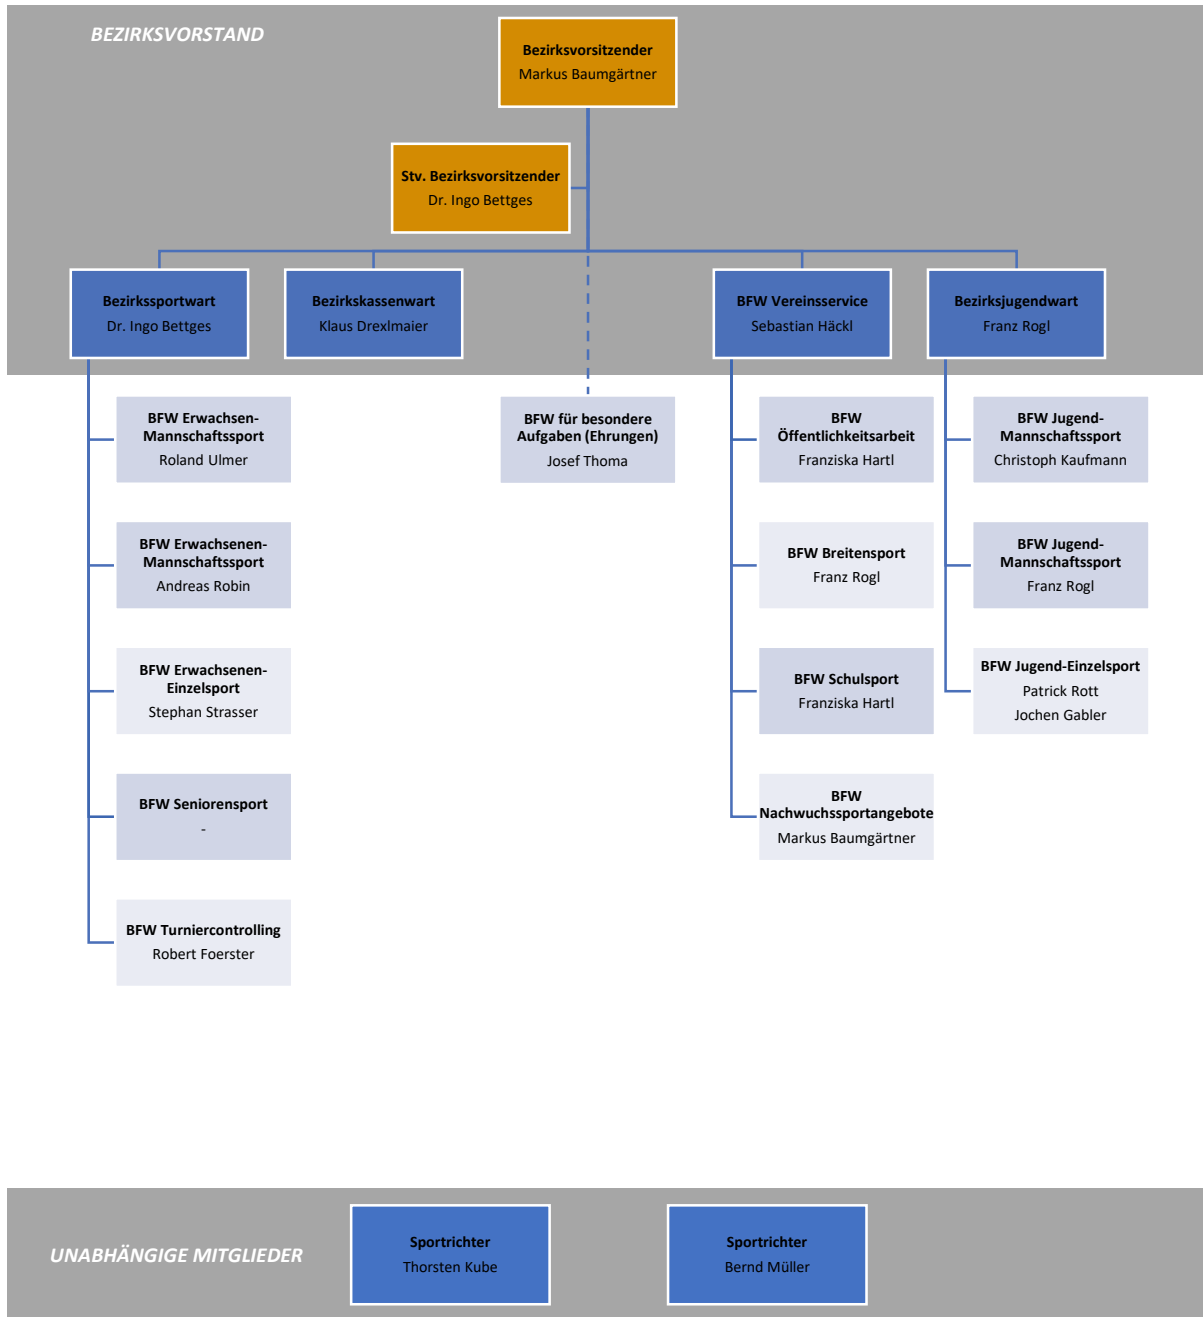 BEZIRKSVORSTAND
Bezirksvorsitzender
Markus Baumgärtner
Stv. Bezirksvorsitzender
Dr. Ingo Bettges
Bezirkssportwart
Dr. Ingo Bettges
Bezirkskassenwart
Klaus Drexlmaier
BFW Vereinsservice
Sebastian Häckl
Bezirksjugendwart
Franz Rogl
BFW Erwachsen-
Mannschaftssport
Roland Ulmer
BFW Erwachsenen-
Mannschaftssport
Andreas Robin
BFW Erwachsenen-
Einzelsport
Stephan Strasser
BFW Seniorensport
-
BFW Turniercontrolling
Robert Foerster
BFW für besondere
Aufgaben (Ehrungen)
Josef Thoma
BFW
Öffentlichkeitsarbeit
Franziska Hartl
BFW Breitensport
Franz Rogl
BFW Schulsport
Franziska Hartl
BFW
Nachwuchssportangebote
Markus Baumgärtner
BFW Jugend-
Mannschaftssport
Christoph Kaufmann
BFW Jugend-
Mannschaftssport
Franz Rogl
BFW Jugend-Einzelsport
Patrick Rott
Jochen Gabler
UNABHÄNGIGE MITGLIEDER
Sportrichter
Thorsten Kube
Sportrichter
Bernd Müller